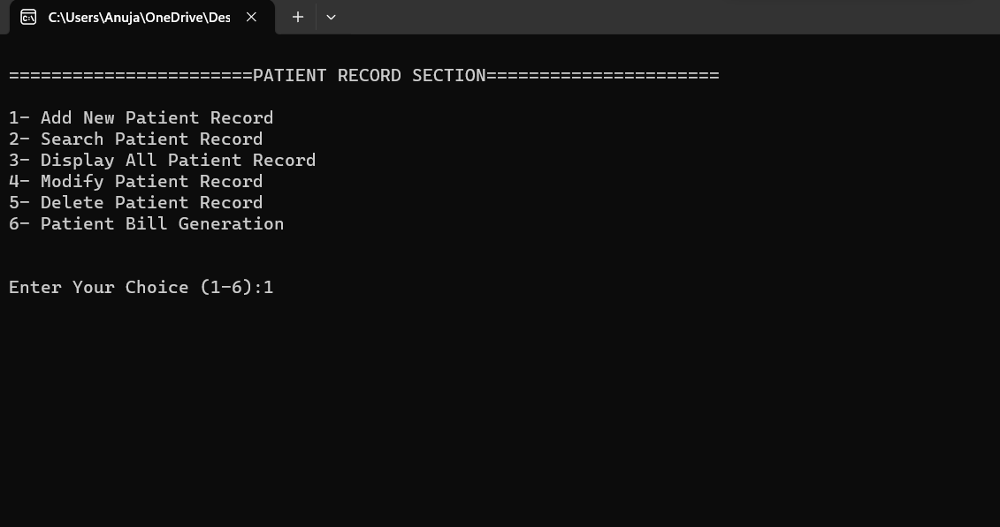 C:\Users\Anuja\OneDrive\Des
=======================PATIENT RECORD SECTION======================
1- Add New Patient Record
2- Search Patient Record
3- Display All Patient Record
4- Modify Patient Record
5- Delete Patient Record
6- Patient Bill Generation
Enter Your Choice (1-6):1